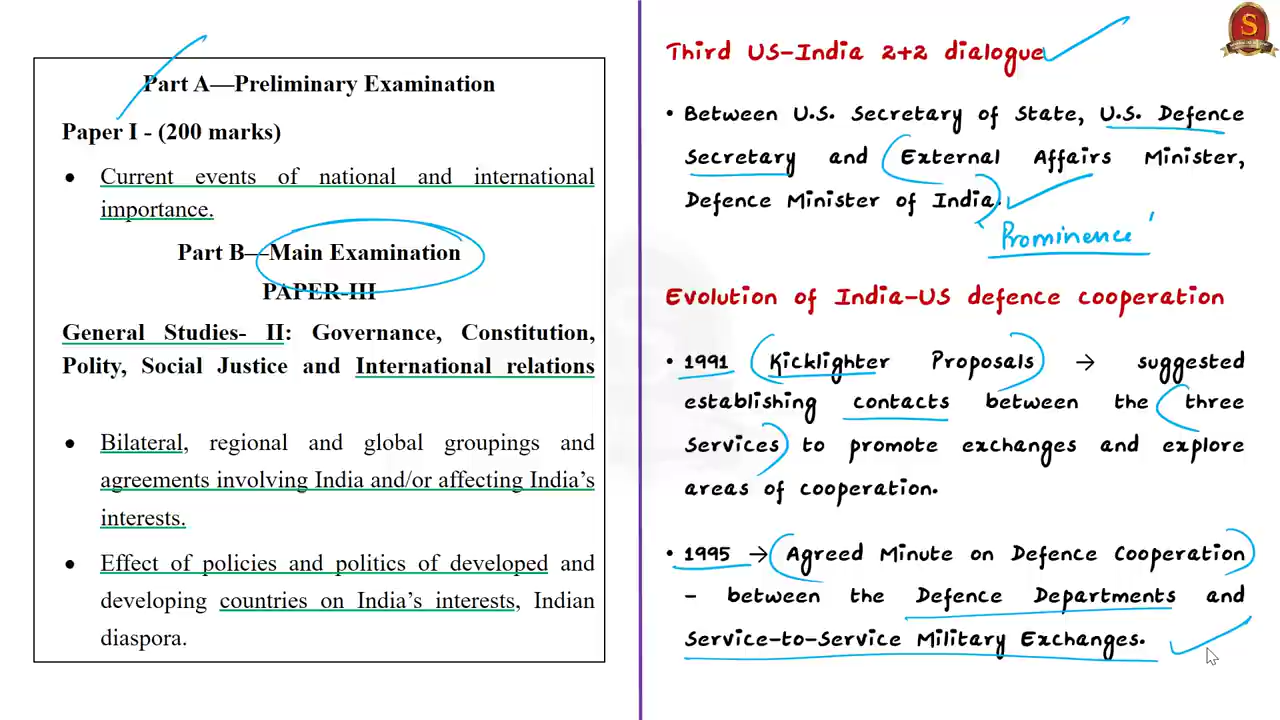 Part A—Preliminary Examination
Paper I - (200 marks)
• Current events of national and international
importance.
Part B—Main Examination
PAPER-III
General Studies- II: Governance, Constitution,
Polity, Social Justice and International relations
• Bilateral, regional and global groupings and
agreements involving India and/or affecting India's
interests.
• Effect of policies and politics of developed and
developing countries on India's interests, Indian
diaspora.
Third US-India 2+2 dialogue
• Between U.S. Secretary of State, U.S. Defence
Secretary and External Affairs Minister,
Defence Minister of India.
'Prominence'
Evolution of India-US defence cooperation
• 1991 Kicklighter Proposals → suggested
establishing contacts between the three
services to promote exchanges and explore
areas of cooperation.
• 1995 → Agreed Minute on Defence Cooperation
- between the Defence Departments and
Service-to-Service Military Exchanges.
S